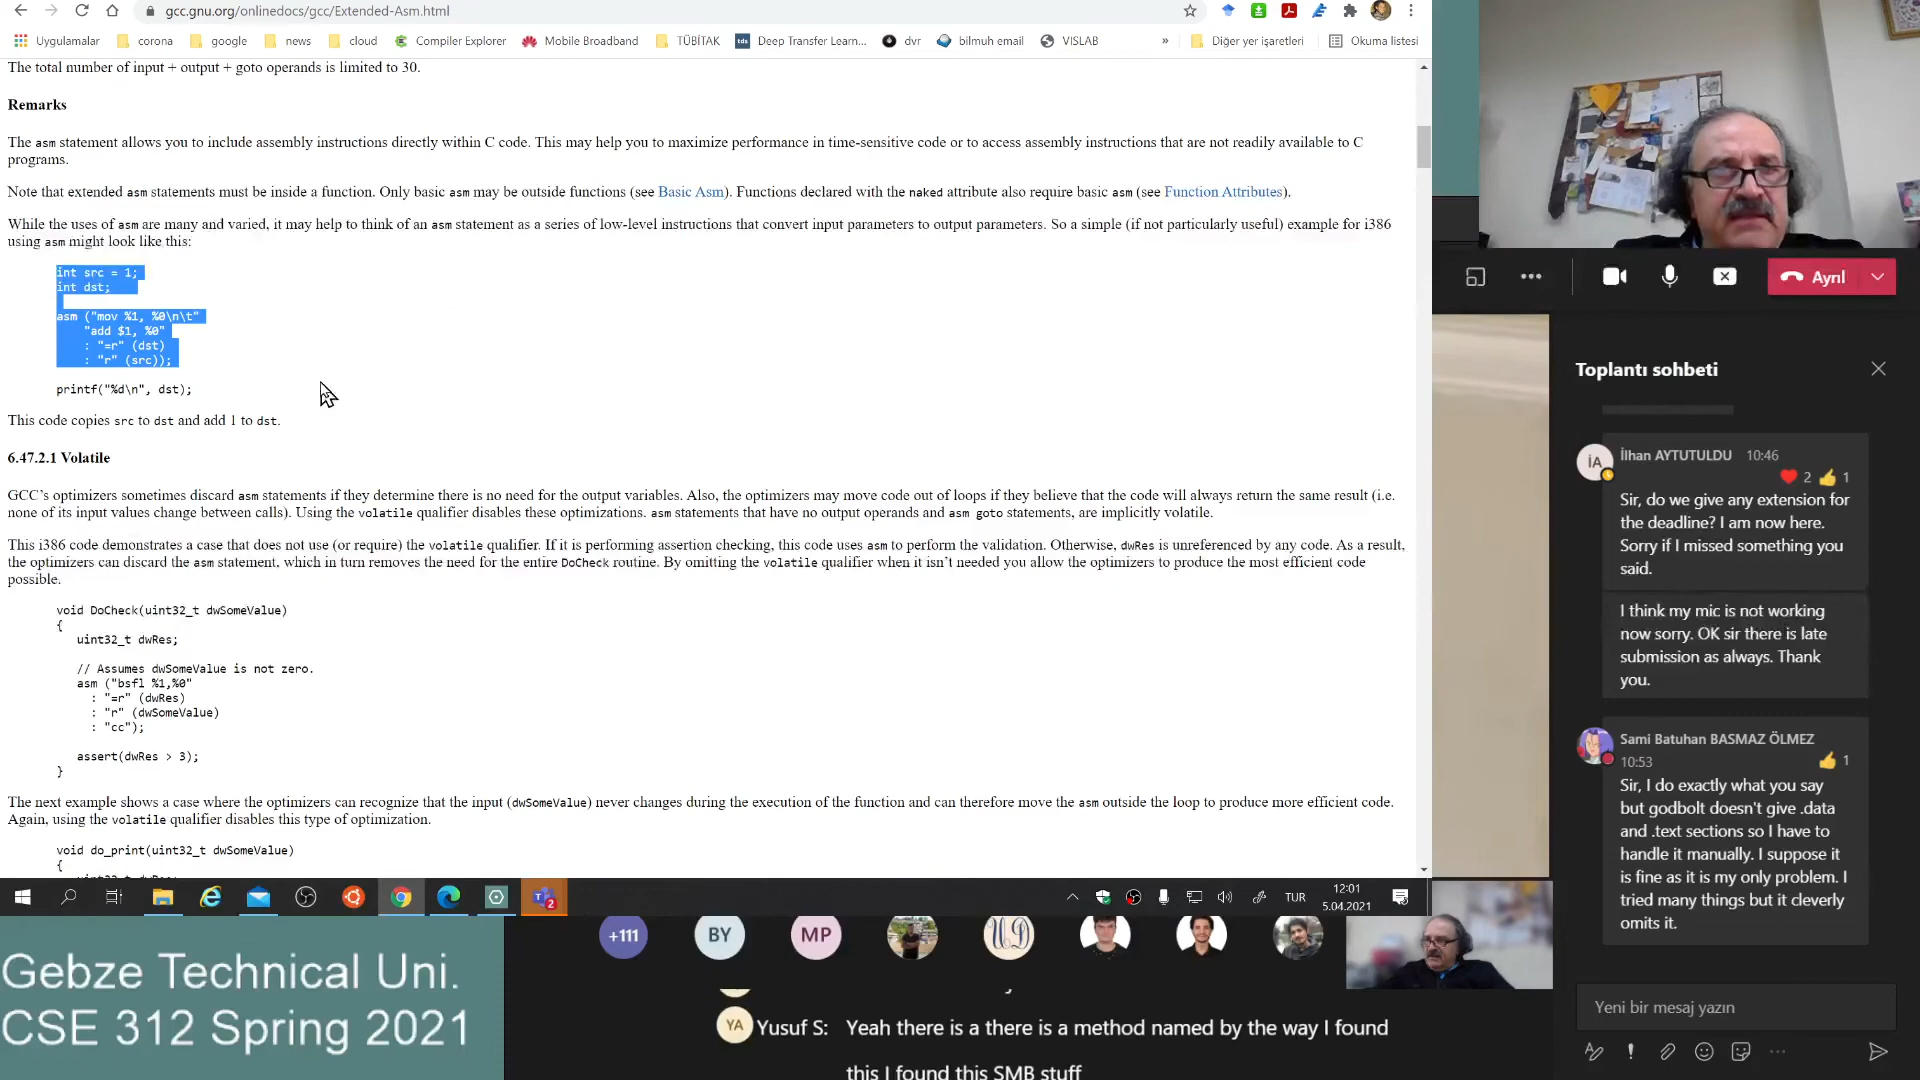 gcc.gnu.org/onlinedocs/gcc/Extended-Asm.html
Uygulamalar corona google news cloud Compiler Explorer Mobile Broadband TÜBİTAK tds Deep Transfer Learn... dvr bilmuh email VISLAB » Diğer yer işaretleri Okuma listesi
The total number of input + output + goto operands is limited to 30.
Remarks
The asm statement allows you to include assembly instructions directly within C code. This may help you to maximize performance in time-sensitive code or to access assembly instructions that are not readily available to C
programs.
Note that extended asm statements must be inside a function. Only basic asm may be outside functions (see Basic Asm). Functions declared with the naked attribute also require basic asm (see Function Attributes).
While the uses of asm are many and varied, it may help to think of an asm statement as a series of low-level instructions that convert input parameters to output parameters. So a simple (if not particularly useful) example for i386
using asm might look like this:
int src = 1;
int dst;
asm ("mov %1, %0\n\t"
"add $1, %0"
: "=r" (dst)
: "r" (src));
printf("%d\n", dst);
This code copies src to dst and add 1 to dst.
6.47.2.1 Volatile
GCC's optimizers sometimes discard asm statements if they determine there is no need for the output variables. Also, the optimizers may move code out of loops if they believe that the code will always return the same result (i.e.
none of its input values change between calls). Using the volatile qualifier disables these optimizations. asm statements that have no output operands and asm goto statements, are implicitly volatile.
This i386 code demonstrates a case that does not use (or require) the volatile qualifier. If it is performing assertion checking, this code uses asm to perform the validation. Otherwise, dwRes is unreferenced by any code. As a result,
the optimizers can discard the asm statement, which in turn removes the need for the entire DoCheck routine. By omitting the volatile qualifier when it isn't needed you allow the optimizers to produce the most efficient code
possible.
void DoCheck(uint32_t dwSomeValue)
{
uint32_t dwRes;
// Assumes dwSomeValue is not zero.
asm ("bsfl %1,%0"
: "=r" (dwRes)
: "r" (dwSomeValue)
: "cc");
assert(dwRes > 3);
}
The next example shows a case where the optimizers can recognize that the input (dwSomeValue) never changes during the execution of the function and can therefore move the asm outside the loop to produce more efficient code.
Again, using the volatile qualifier disables this type of optimization.
void do_print(uint32_t dwSomeValue)
{
TUR
12:01
5.04.2021
2
Ayrıl
Toplantı sohbeti
İA İlhan AYTUTULDU 10:46
2 1
Sir, do we give any extension for
the deadline? I am now here.
Sorry if I missed something you
said.
I think my mic is not working
now sorry. OK sir there is late
submission as always. Thank
you.
Sami Batuhan BASMAZ ÖLMEZ
10:53 1
Sir, I do exactly what you say
but godbolt doesn't give .data
and .text sections so I have to
handle it manually. I suppose it
is fine as it is my only problem. I
tried many things but it cleverly
omits it.
Yeni bir mesaj yazın
+111 BY MP
YA Yusuf S: Yeah there is a there is a method named by the way I found
this I found this SMB stuff
Gebze Technical Uni.
CSE 312 Spring 2021